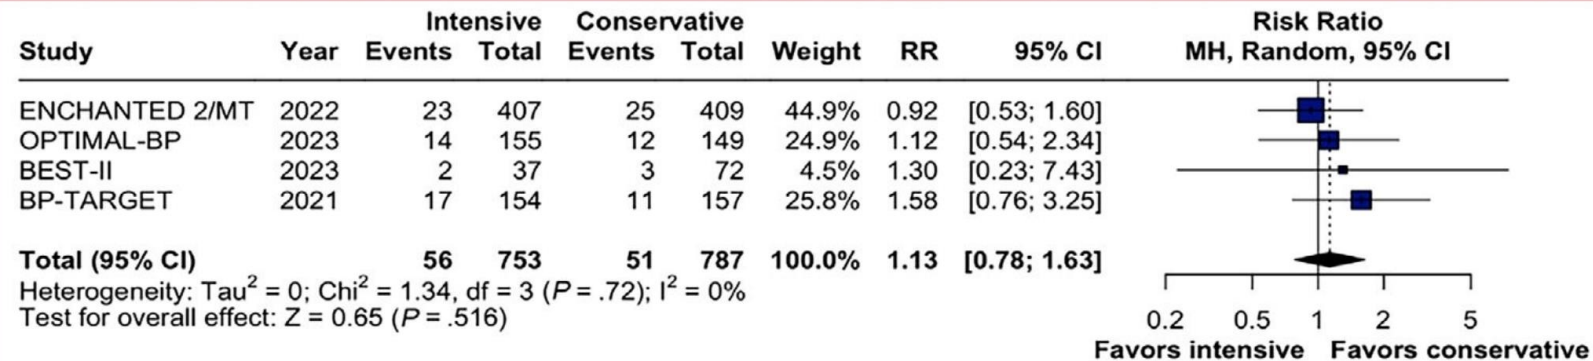 Intensive Conservative Risk Ratio
Study Year Events Total Events Total Weight RR 95% CI MH, Random, 95% CI
ENCHANTED 2/MT 2022 23 407 25 409 44.9% 0.92 [0.53; 1.60]
OPTIMAL-BP 2023 14 155 12 149 24.9% 1.12 [0.54; 2.34]
BEST-II 2023 2 37 3 72 4.5% 1.30 [0.23; 7.43]
BP-TARGET 2021 17 154 11 157 25.8% 1.58 [0.76; 3.25]
Total (95% CI) 56 753 51 787 100.0% 1.13 [0.78; 1.63]
Heterogeneity: Tau² = 0; Chi² = 1.34, df = 3 (P = .72); I² = 0%
Test for overall effect: Z = 0.65 (P = .516)
0.2 0.5 1 2 5
Favors intensive Favors conservative